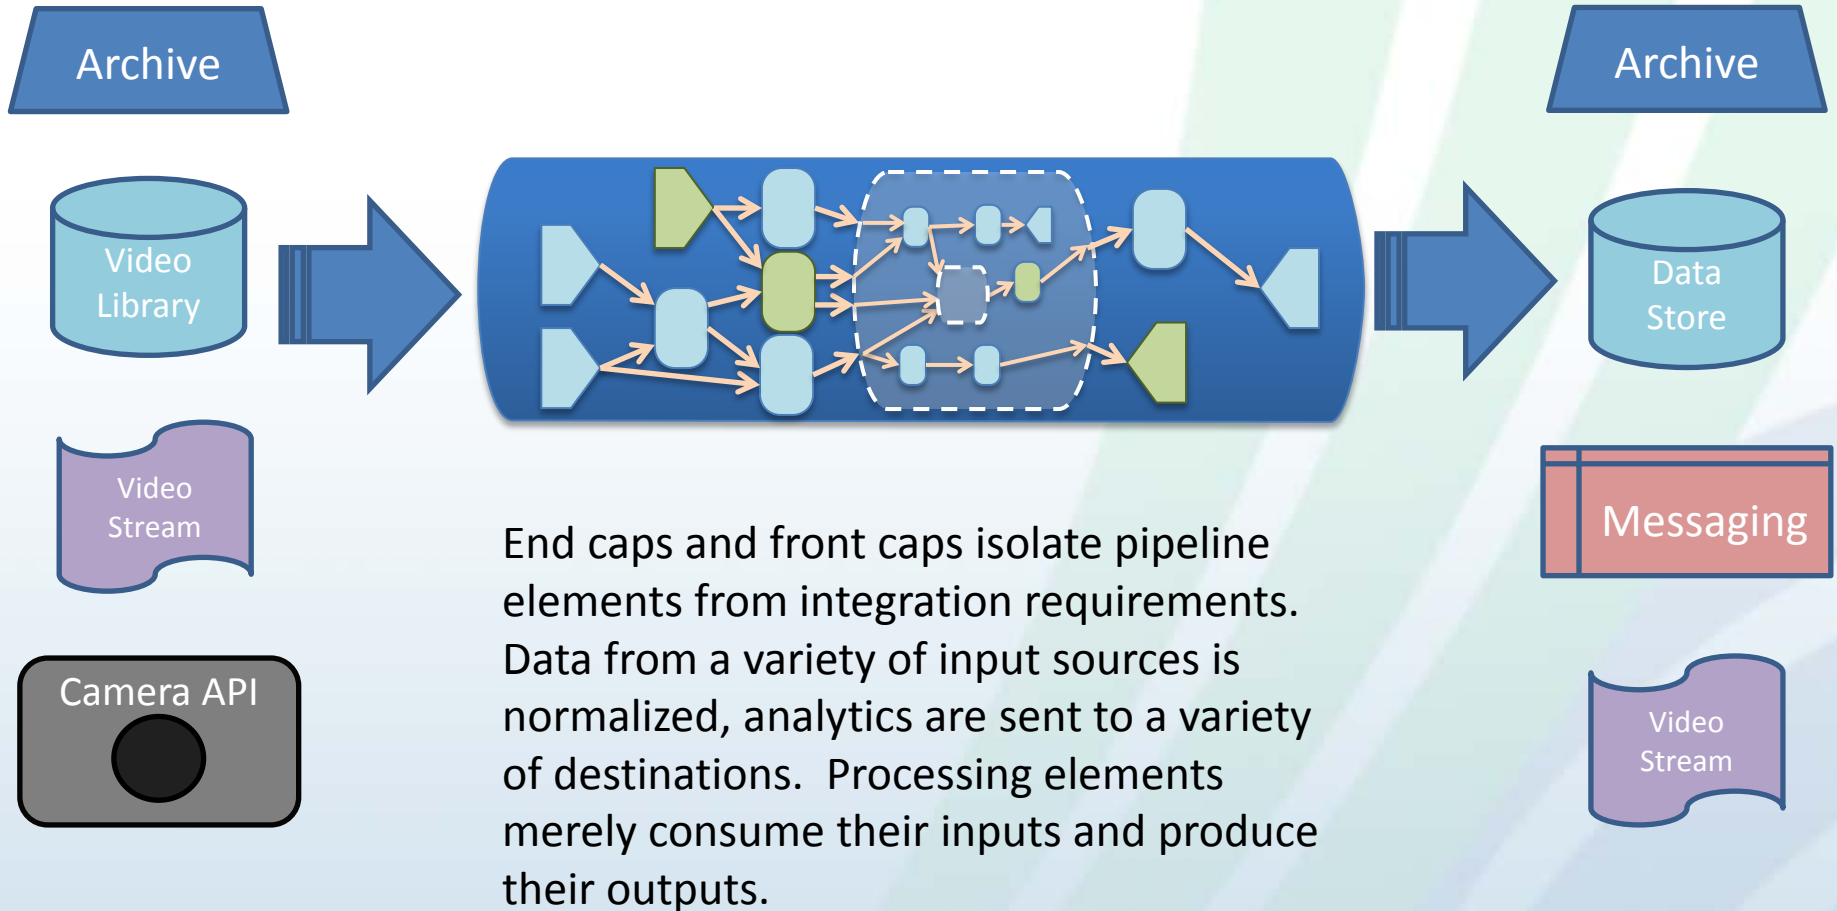 Archive
Video
Library
Video
Stream
Camera API
End caps and front caps isolate pipeline
elements from integration requirements.
Data from a variety of input sources is
normalized, analytics are sent to a variety
of destinations.  Processing elements
merely consume their inputs and produce
their outputs.
Archive
Data
Store
Messaging
Video
Stream